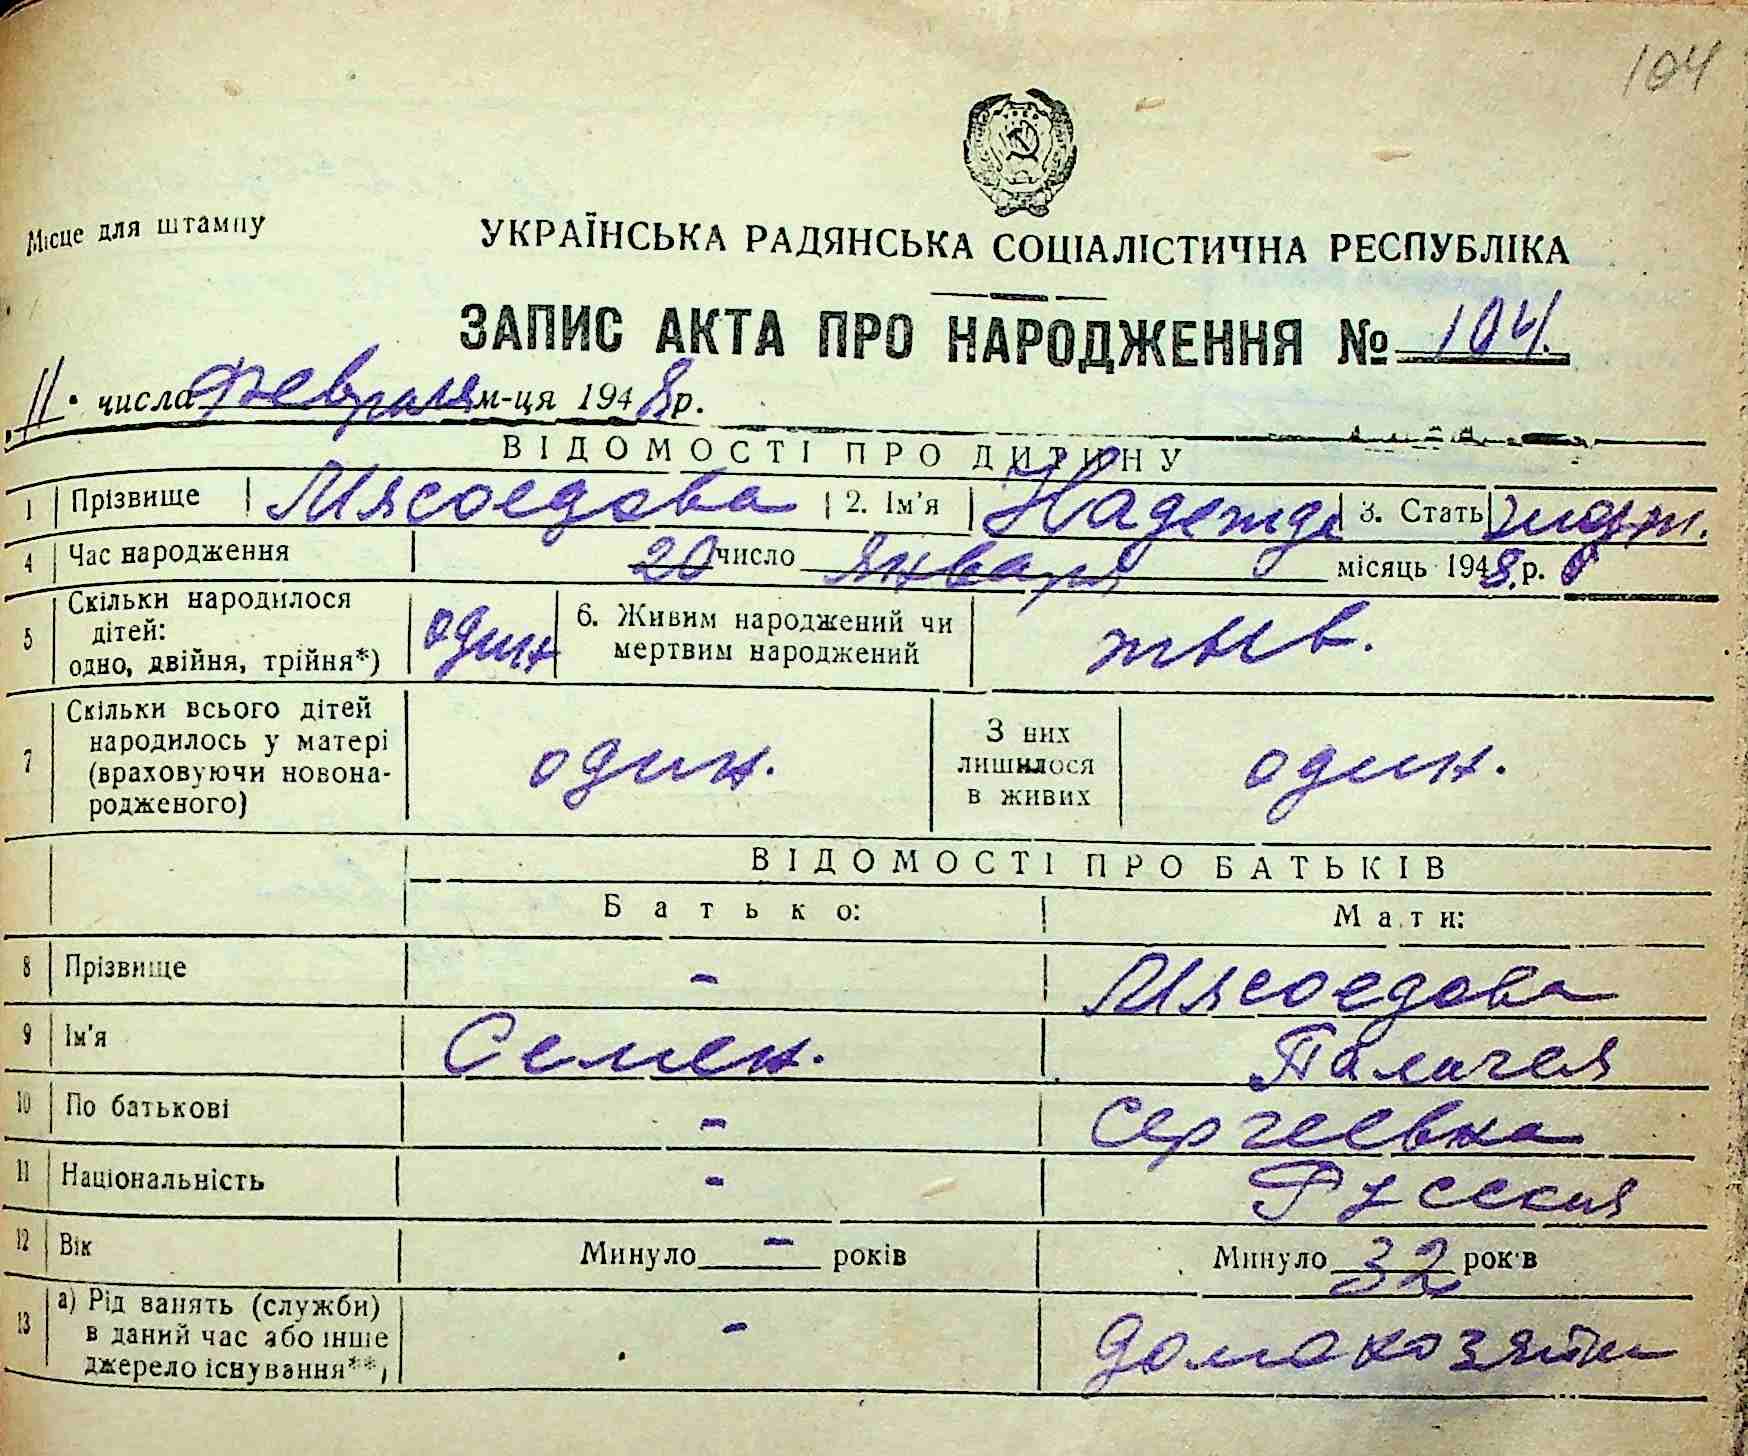 104
Місце для штампу
УКРАЇНСЬКА РАДЯНСЬКА СОЦІАЛІСТИЧНА РЕСПУБЛІКА
ЗАПИС АКТА ПРО НАРОДЖЕННЯ № 104.
11 числа февраля м-ця 1948 р.
ВІДОМОСТІ ПРО ДИТИНУ
1 Прізвище Мясоедова 2. Ім'я Надежда 3. Стать
4 Час народження 20 число января місяць 1948 р.
5 Скільки народилося дітей: одно, двійня, трійня*) один 6. Живим народжений чи мертвим народжений жыв.
7 Скільки всього дітей народилось у матері (враховуючи новонародженого) один. З них лишилося в живих один.
ВІДОМОСТІ ПРО БАТЬКІВ
Батько: Мати:
8 Прізвище - Мясоедова
9 Ім'я Семен. Палагея
10 По батькові - Сергеевна
11 Національність - Русская
12 Вік Минуло - років Минуло 32 років
13 а) Рід занять (служби) в даний час або інше джерело існування**) - домохозяйка